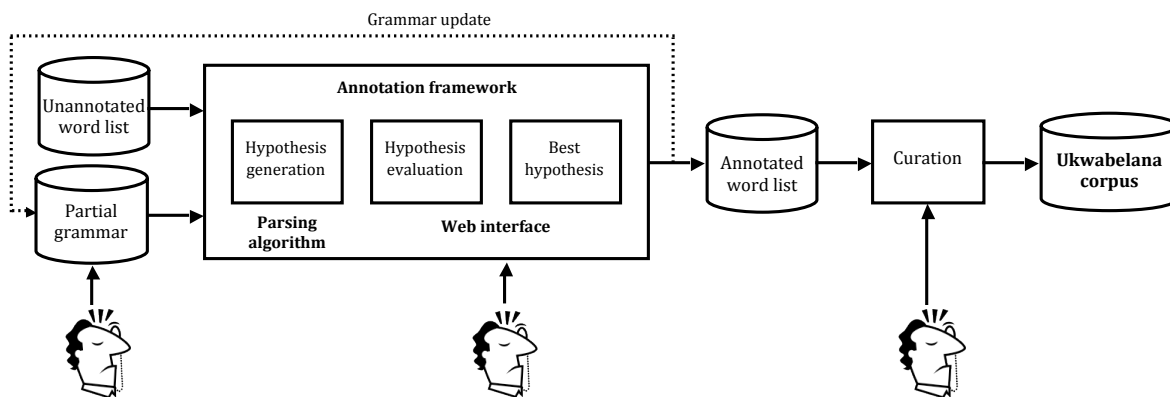 Grammar update
Unannotated
word list
Partial
grammar
Annotation framework
Hypothesis
generation
Hypothesis
evaluation
Best
hypothesis
Parsing
algorithm
Web interface
Annotated
word list
Curation
Ukwabelana
corpus